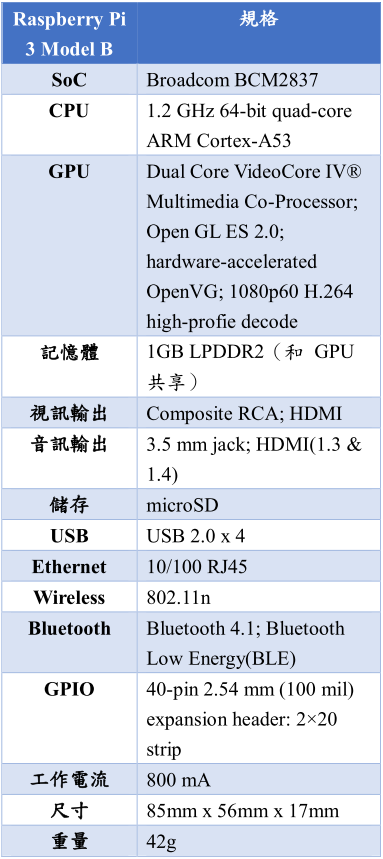 Raspberry Pi 規格
3 Model B
SoC Broadcom BCM2837
CPU 1.2 GHz 64-bit quad-core
ARM Cortex-A53
GPU Dual Core VideoCore IV®
Multimedia Co-Processor;
Open GL ES 2.0;
hardware-accelerated
OpenVG; 1080p60 H.264
high-profie decode
記憶體 1GB LPDDR2（和 GPU
共享）
視訊輸出 Composite RCA; HDMI
音訊輸出 3.5 mm jack; HDMI(1.3 &
1.4)
儲存 microSD
USB USB 2.0 x 4
Ethernet 10/100 RJ45
Wireless 802.11n
Bluetooth Bluetooth 4.1; Bluetooth
Low Energy(BLE)
GPIO 40-pin 2.54 mm (100 mil)
expansion header: 2×20
strip
工作電流 800 mA
尺寸 85mm x 56mm x 17mm
重量 42g